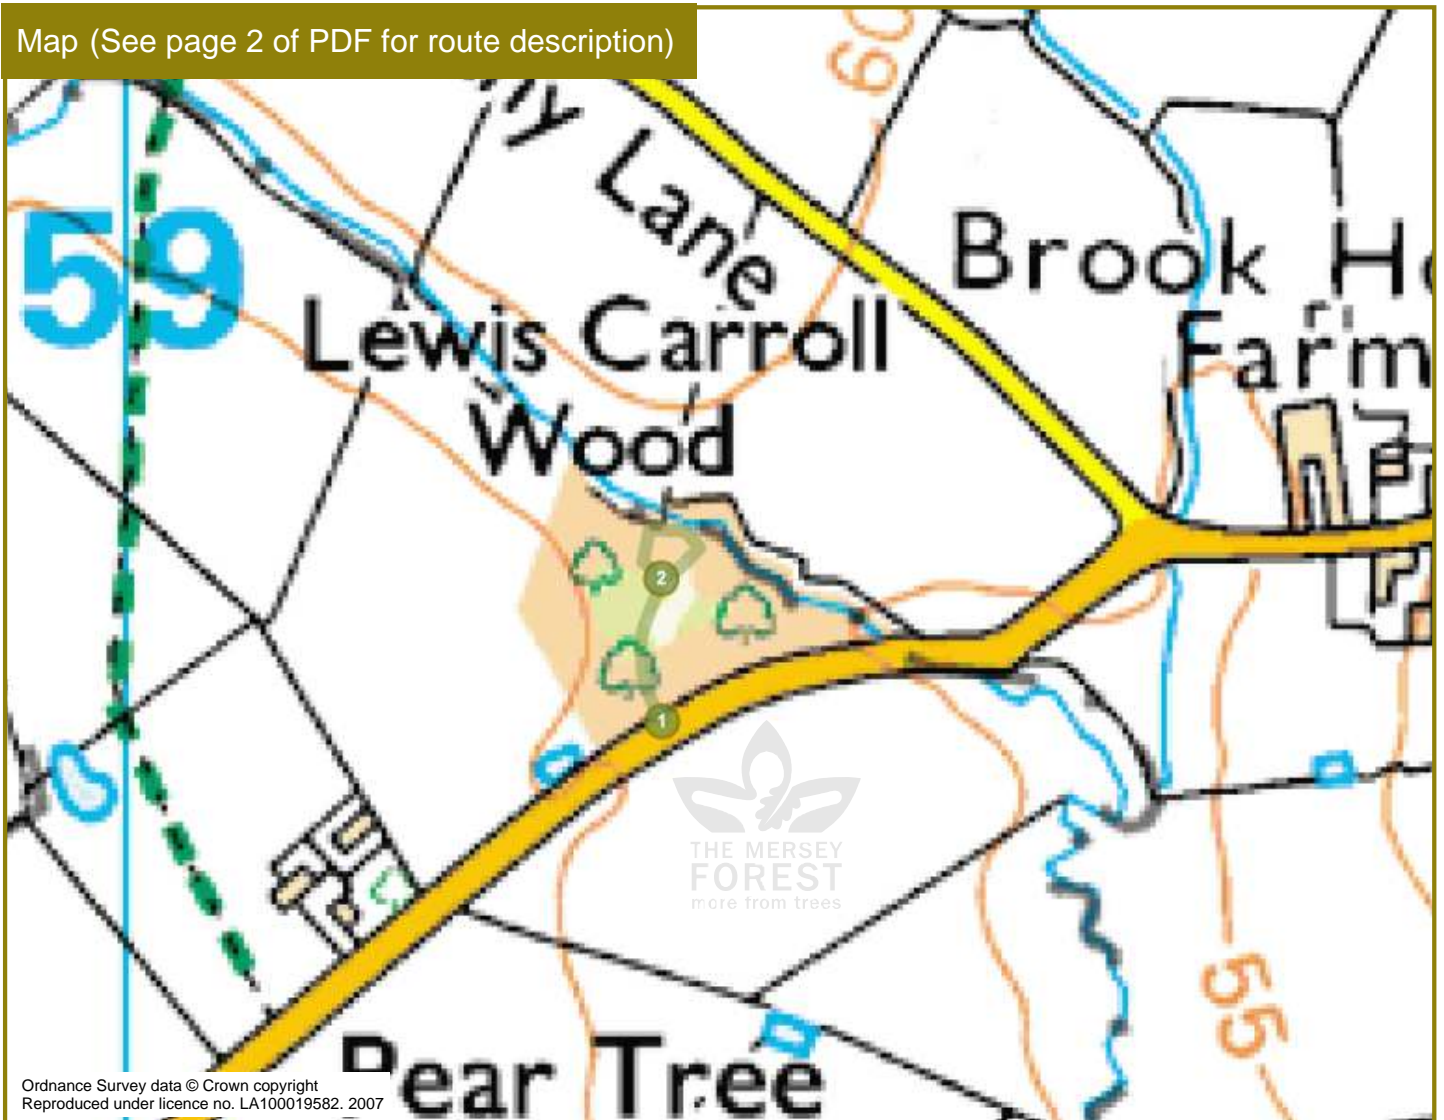 Map (See page 2 of PDF for route description)
60
Lane
59
Brook
Farm
Lewis Carroll
Wood
2
1
THE MERSEY
FOREST
more from trees
55
Pear Tree
Ordnance Survey data © Crown copyright
Reproduced under licence no. LA100019582. 2007